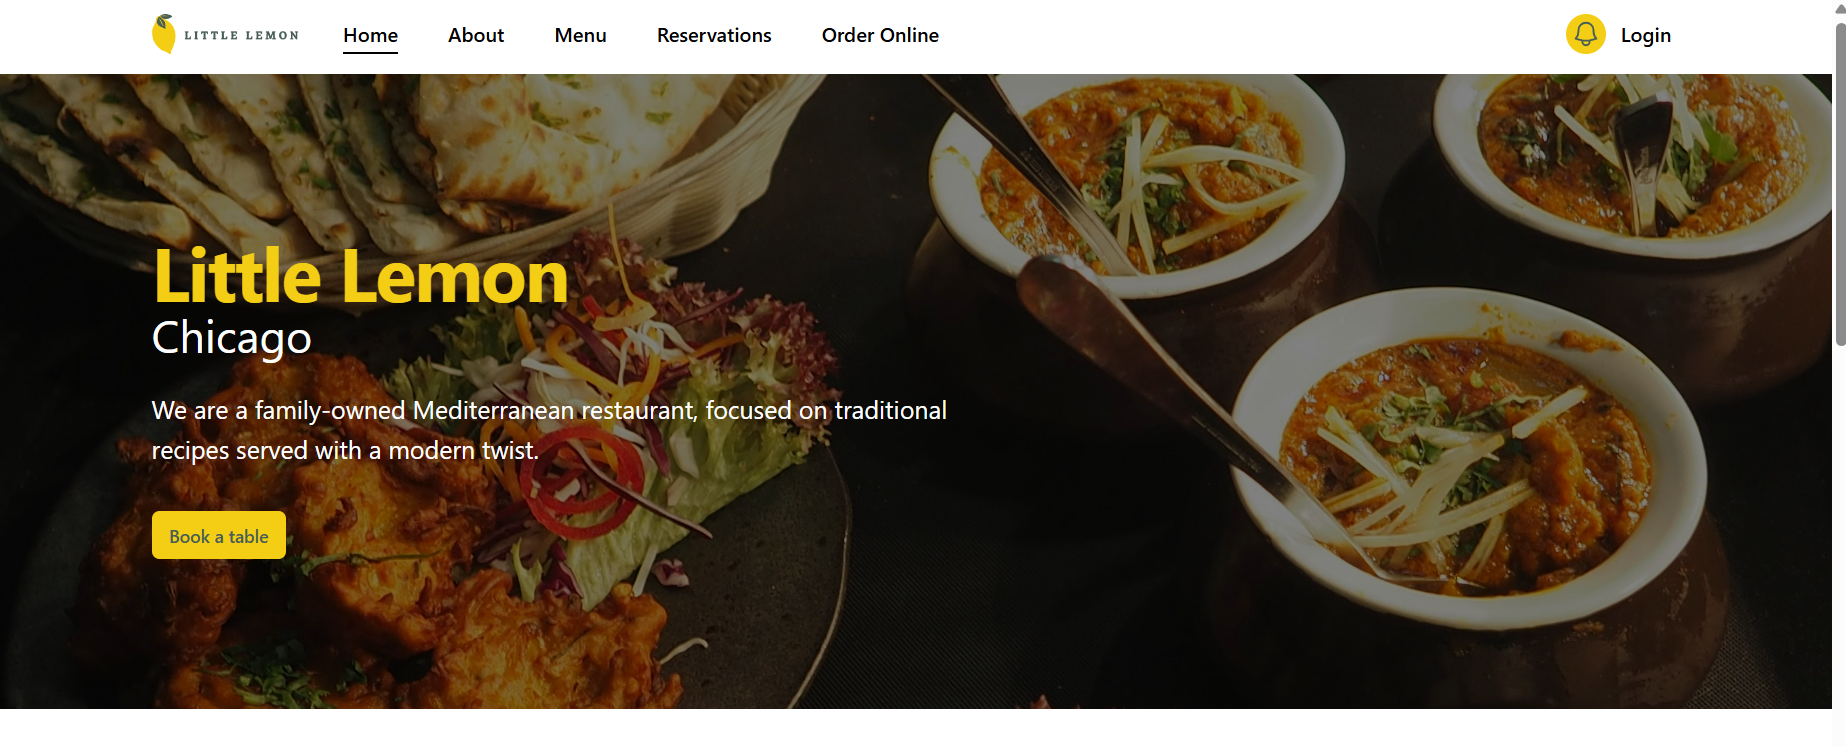 LITTLE LEMON
Home
About
Menu
Reservations
Order Online
Login
Little Lemon
Chicago
We are a family-owned Mediterranean restaurant, focused on traditional
recipes served with a modern twist.
Book a table